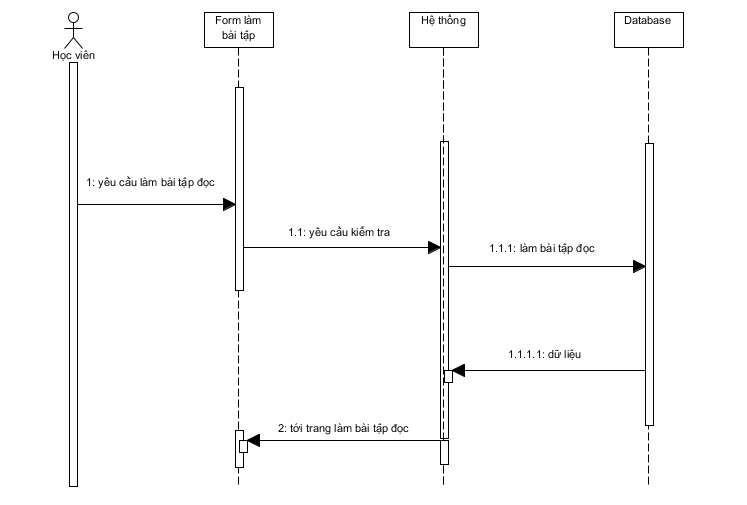 Học viên
Form làm
bài tập
Hệ thống
Database
1: yêu cầu làm bài tập đọc
1.1: yêu cầu kiểm tra
1.1.1: làm bài tập đọc
1.1.1.1: dữ liệu
2: tới trang làm bài tập đọc